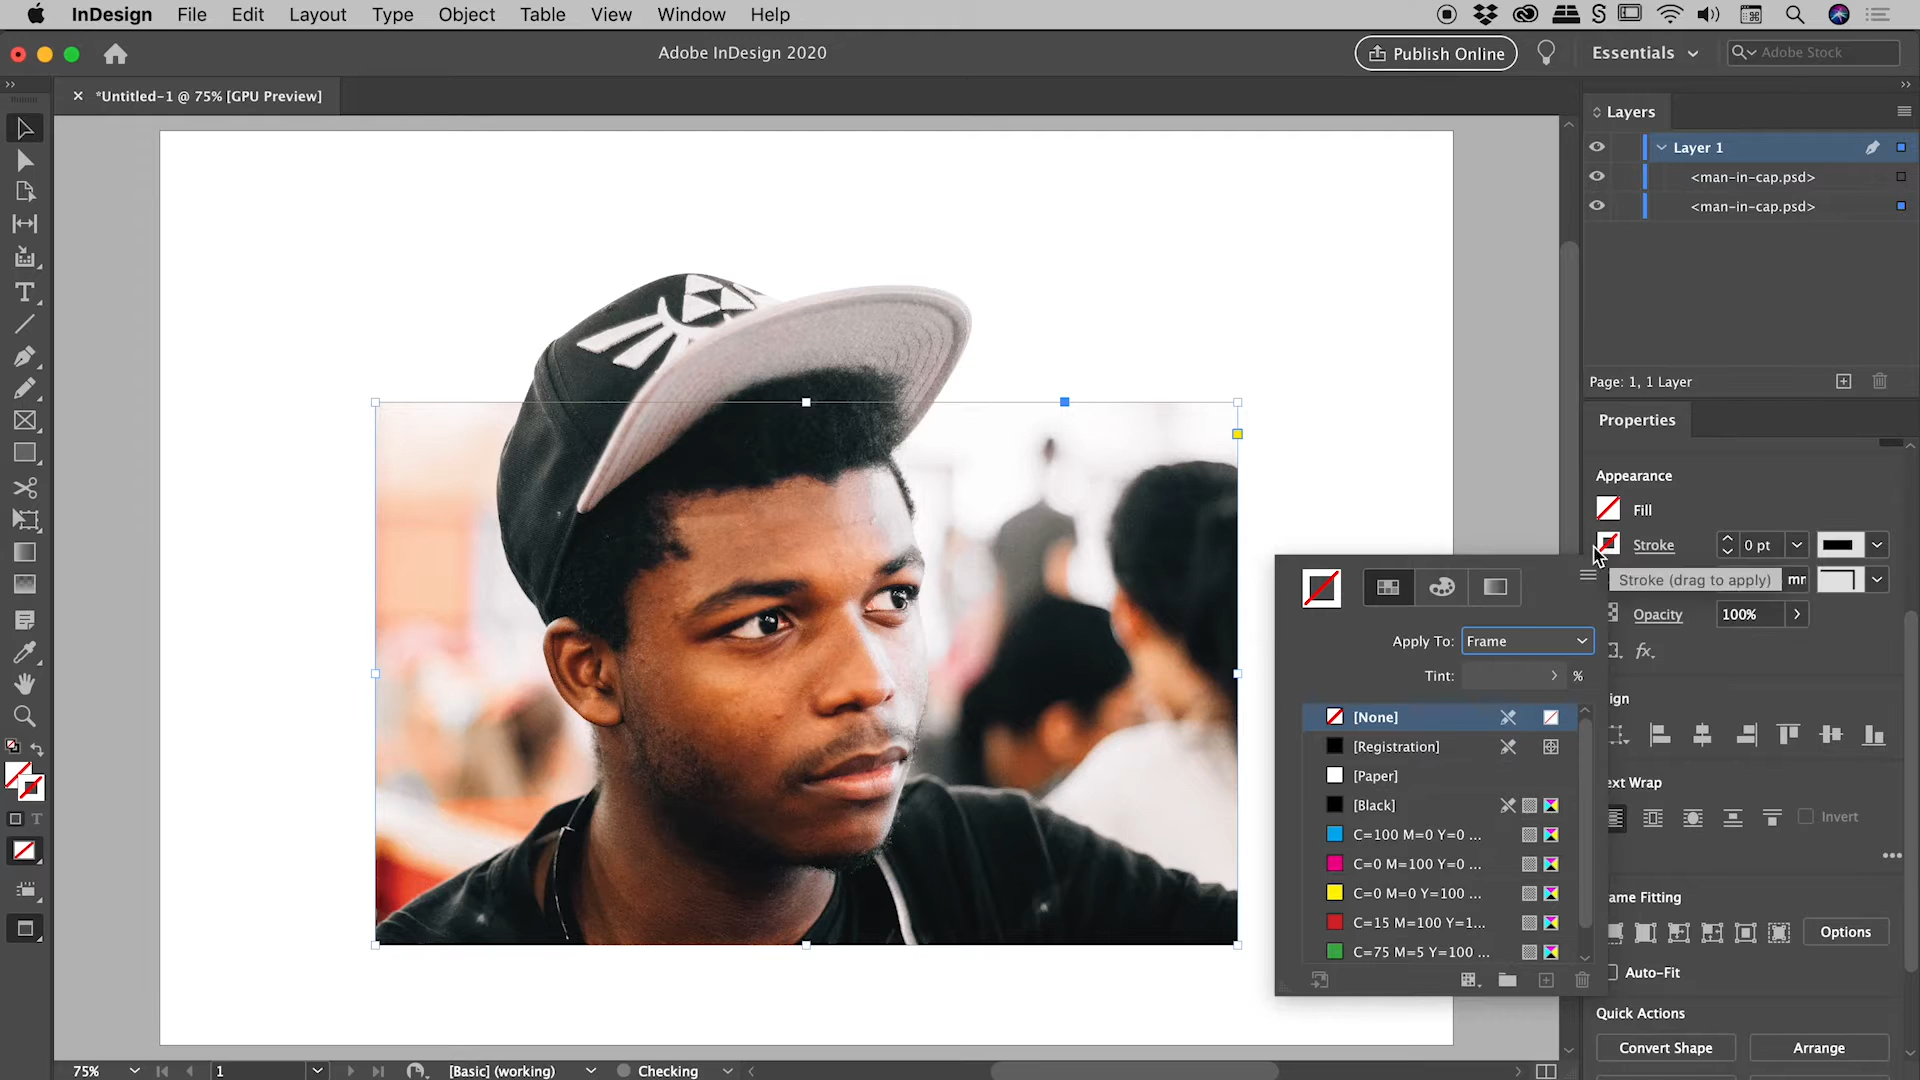 InDesign File Edit Layout Type Object Table View Window Help
Adobe InDesign 2020
Publish Online
Essentials
Adobe Stock
*Untitled-1 @ 75% [GPU Preview]
Layers
Layer 1
<man-in-cap.psd>
<man-in-cap.psd>
Page: 1, 1 Layer
Properties
Appearance
Fill
Stroke 0 pt
Stroke (drag to apply)
Opacity 100%
fx.
Apply To: Frame
Tint: %
[None]
[Registration]
[Paper]
[Black]
C=100 M=0 Y=0 ...
C=0 M=100 Y=0 ...
C=0 M=0 Y=100 ...
C=15 M=100 Y=1...
C=75 M=5 Y=100 ...
ign
ext Wrap
Invert
ame Fitting
Options
Auto-Fit
Quick Actions
Convert Shape Arrange
75% 1 [Basic] (working) Checking